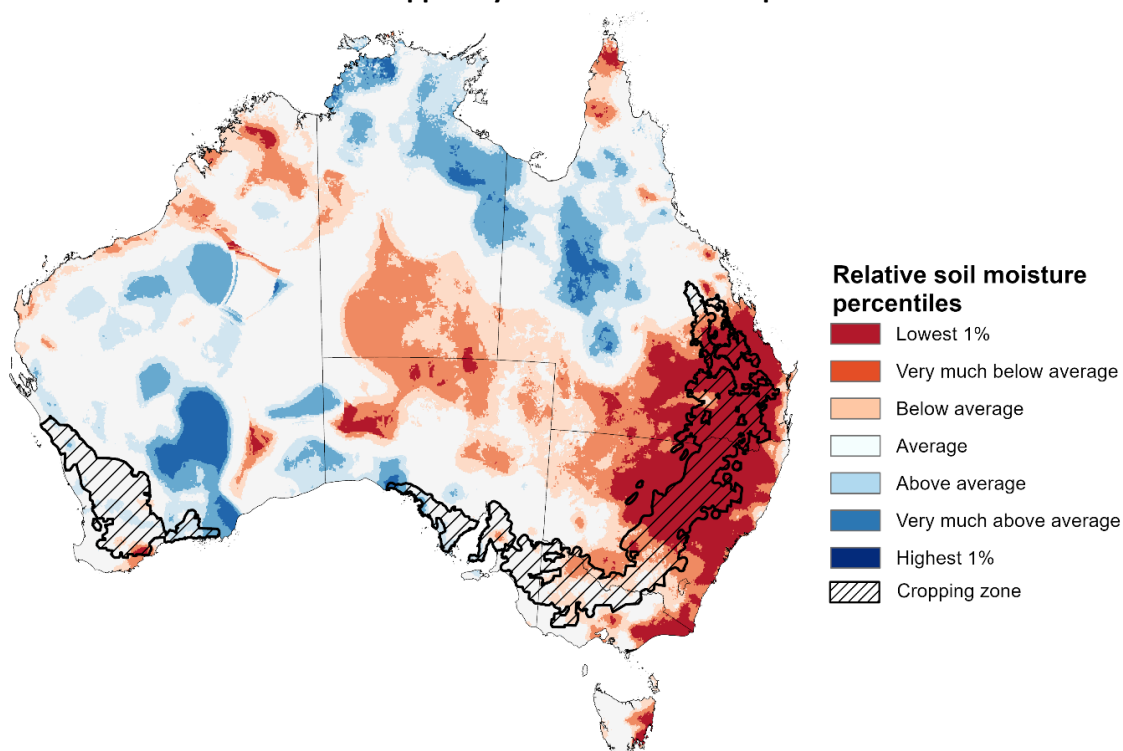 Relative soil moisture
percentiles
Lowest 1%
Very much below average
Below average
Average
Above average
Very much above average
Highest 1%
Cropping zone